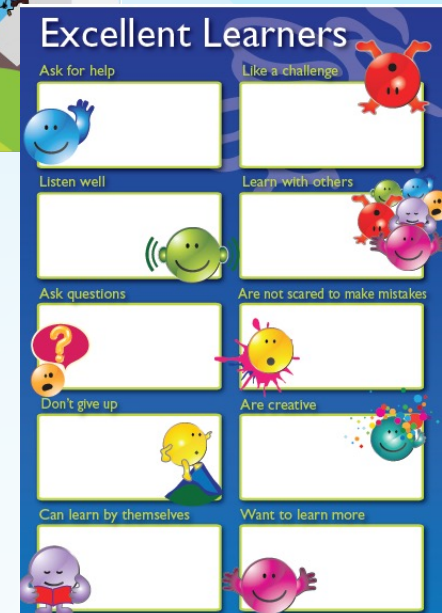 Excellent Learners
Ask for help
Like a challenge
Listen well
Learn with others
Ask questions
Are not scared to make mistakes
?
Don't give up
Are creative
Can learn by themselves
Want to learn more